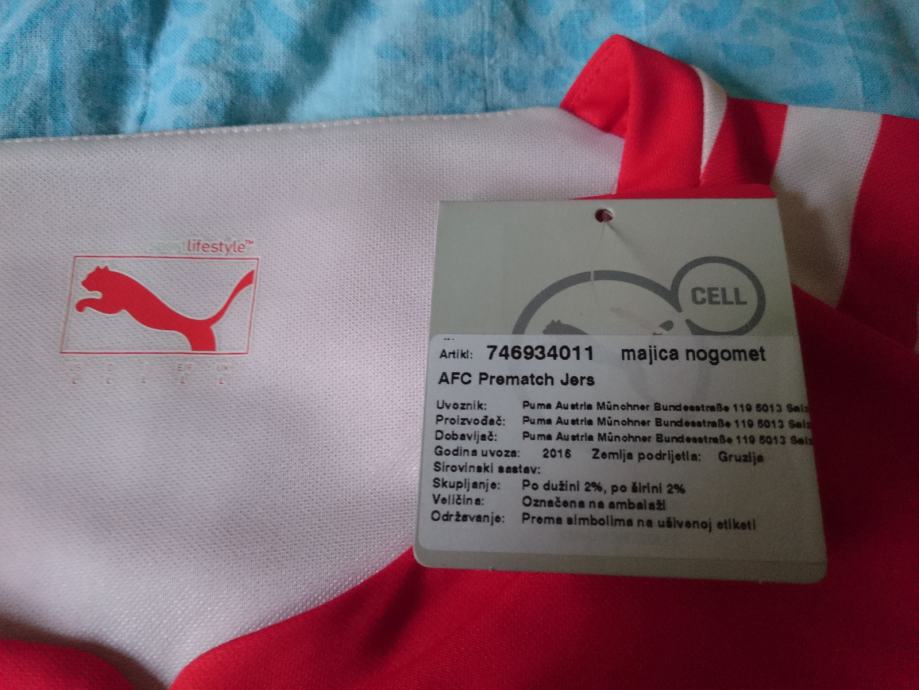 lifestyle™
CELL
Artikl: 746934011 majica nogomet
AFC Prematch Jers
Uvoznik: Puma Austria Münchner Bundesstraße 119 5013
Proizvođač: Puma Austria Münchner Bundesstraße 119 5013
Dobavljač: Puma Austria Münchner Bundesstraße 119 5013
Godina uvoza: 2016 Zemlja podrijetla: Gruzija
Sirovinski sastav:
Skupljanje: Po dužini 2%, po širini 2%
Veličina: Označena na ambalaži
Održavanje: Prema simbolima na ušivenoj etiketi